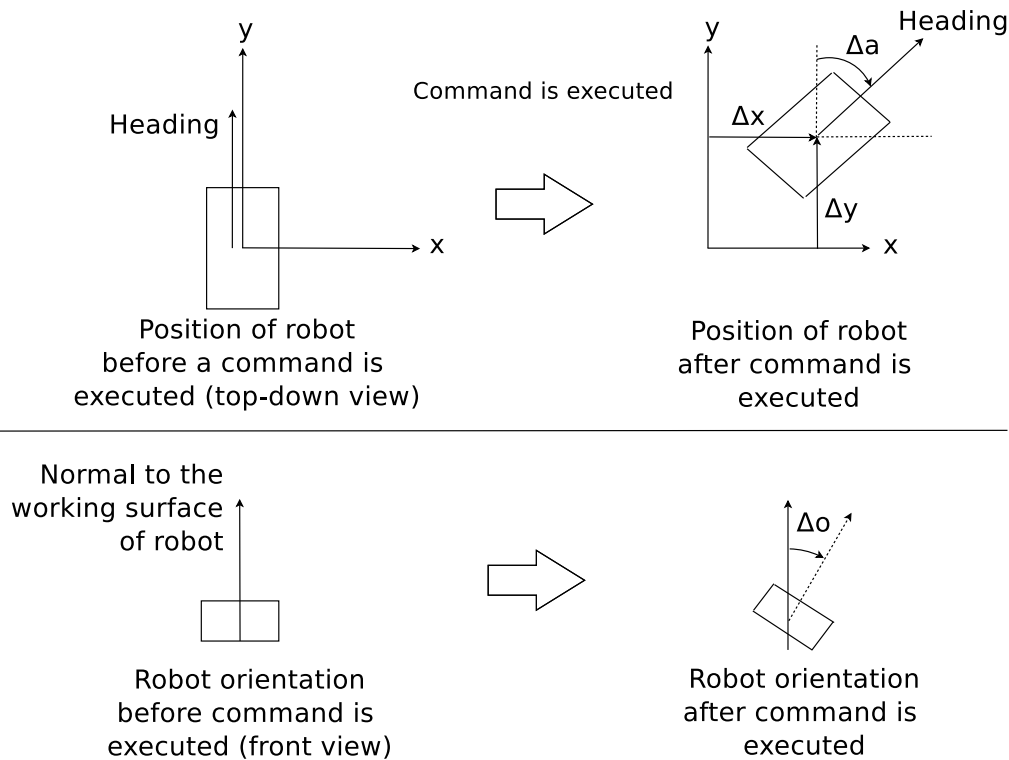 y
Heading
x
Position of robot
before a command is
executed (top-down view)
Command is executed
Heading
y
Δa
Δx
Δy
x
Position of robot
after command is
executed
Normal to the
working surface
of robot
Robot orientation
before command is
executed (front view)
Δo
Robot orientation
after command is
executed